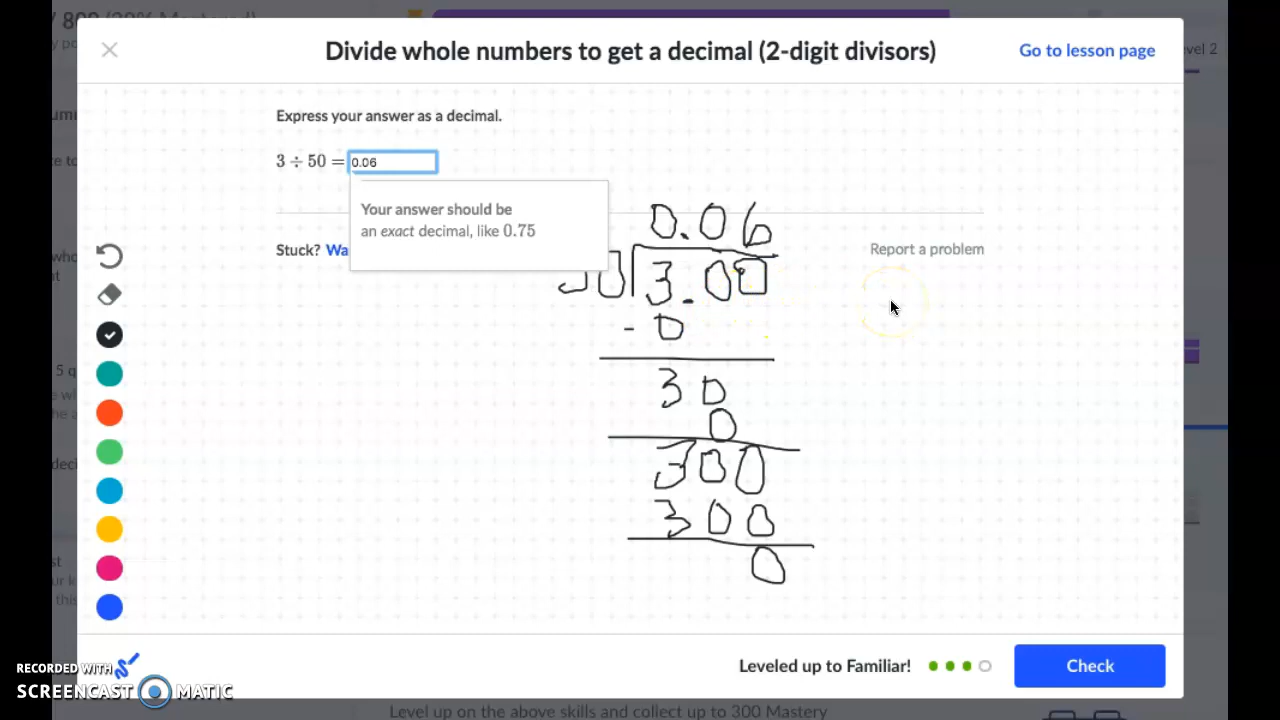 Divide whole numbers to get a decimal (2-digit divisors)
Go to lesson page
Express your answer as a decimal.
3 ÷ 50 = 0.06
Your answer should be
an exact decimal, like 0.75
Stuck? Wa
Report a problem
0.06
50 3.00
- 0
30
0
300
300
0
Leveled up to Familiar!
Check
RECORDED WITH
SCREENCAST MATIC
Level up on the above skills and collect up to 300 Mastery